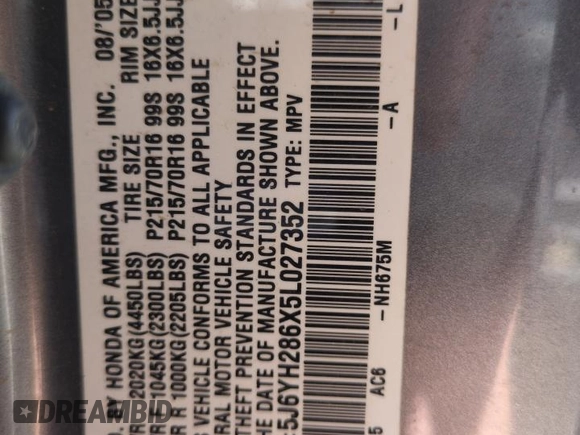 D. BY HONDA OF AMERICA MFG., INC. 08/'05
TIRE SIZE RIM SIZE
2020KG(4450LBS)
1045KG(2300LBS) P215/70R16 99S 16X6.5JJ
R 1000KG(2205LBS) P215/70R16 99S 16X6.5JJ
VEHICLE CONFORMS TO ALL APPLICABLE
RAL MOTOR VEHICLE SAFETY
THEFT PREVENTION STANDARDS IN EFFECT
HE DATE OF MANUFACTURE SHOWN ABOVE.
5J6YH286X5L027352 TYPE: MPV
5 AC6 -NH675M -A -L
DREAMBID